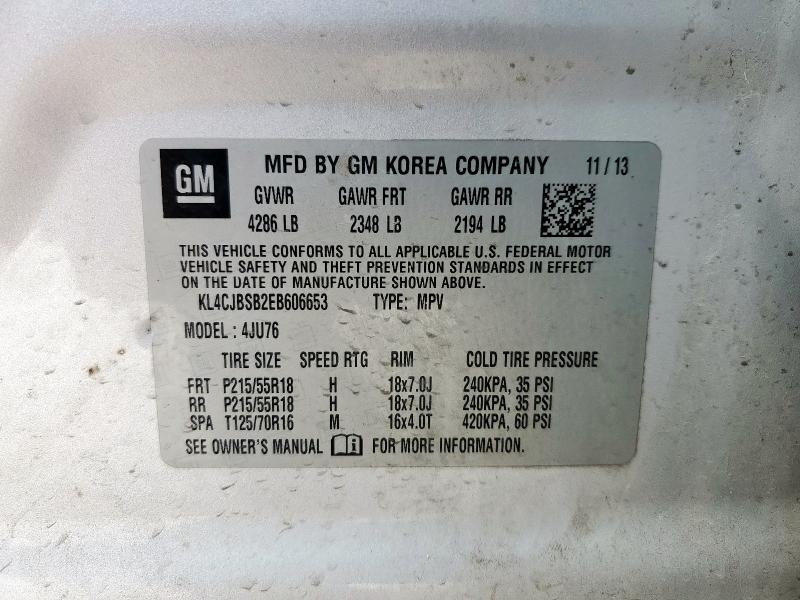 GM MFD BY GM KOREA COMPANY 11/13
GVWR GAWR FRT GAWR RR
4286 LB 2348 LB 2194 LB
THIS VEHICLE CONFORMS TO ALL APPLICABLE U.S. FEDERAL MOTOR
VEHICLE SAFETY AND THEFT PREVENTION STANDARDS IN EFFECT
ON THE DATE OF MANUFACTURE SHOWN ABOVE.
KL4CJBSB2EB606653 TYPE: MPV
MODEL : 4JU76
TIRE SIZE SPEED RTG RIM COLD TIRE PRESSURE
FRT P215/55R18 H 18x7.0J 240KPA, 35 PSI
RR P215/55R18 H 18x7.0J 240KPA, 35 PSI
SPA T125/70R16 M 16x4.0T 420KPA, 60 PSI
SEE OWNER'S MANUAL i FOR MORE INFORMATION.